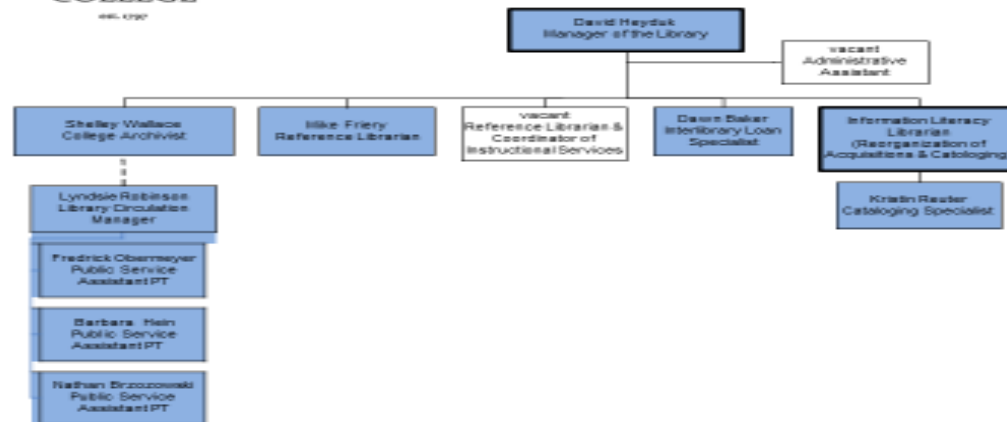 COLLEGE
est. 1797
David Heyduk
Manager of the Library
vacant
Administrative
Assistant
Shelley Wallace
College Archivist
Mike Friery
Reference Librarian
vacant
Reference Librarian &
Coordinator of
Instructional Services
Dawn Baker
Interlibrary Loan
Specialist
Information Literacy
Librarian
(Reorganization of
Acquisitions & Cataloging
Lyndsie Robinson
Library Circulation
Manager
Kristin Reuter
Cataloging Specialist
Fredrick Obermeyer
Public Service
Assistant PT
Barbara Hein
Public Service
Assistant PT
Nathan Brzozowski
Public Service
Assistant PT